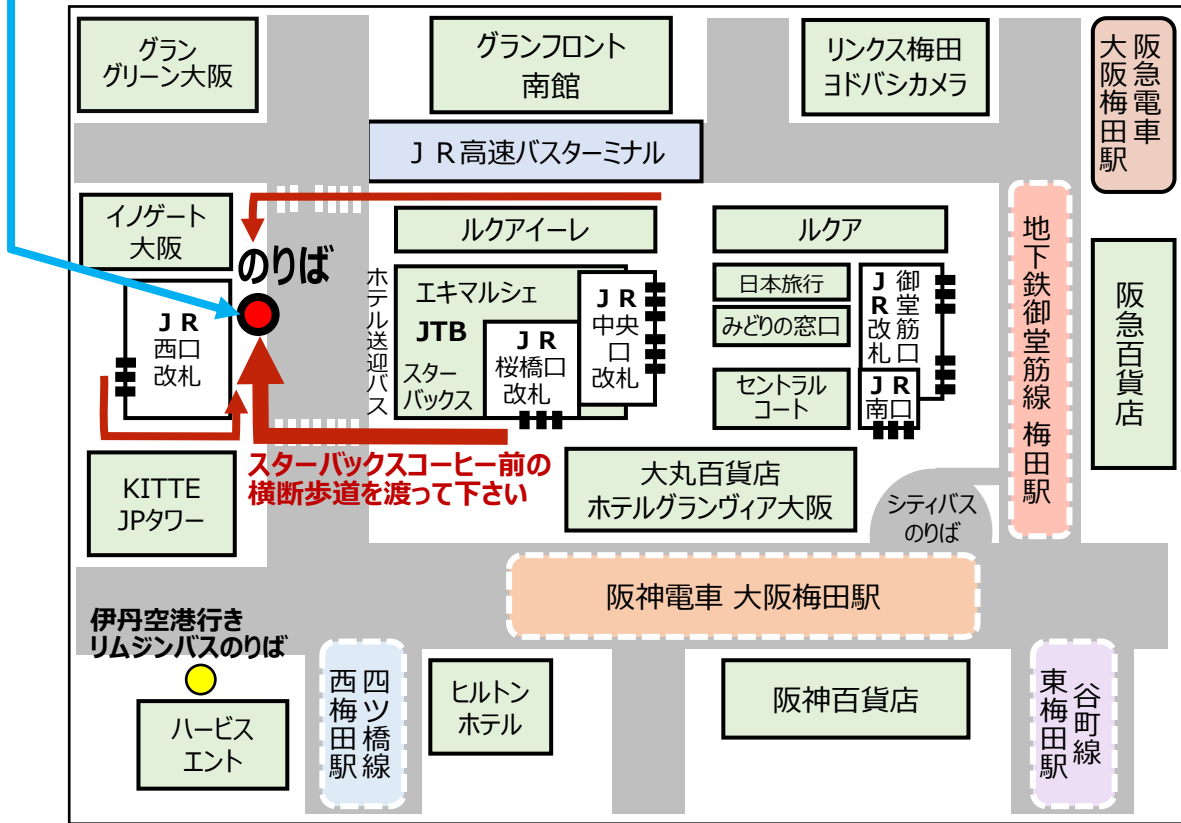 グラン
グリーン大阪
グランフロント
南館
リンクス梅田
ヨドバシカメラ
阪急電車
大阪梅田駅
ＪＲ高速バスターミナル
イノゲート
大阪
のりば
ルクアイーレ
ルクア
ＪＲ
西口
改札
ホテル送迎バス
エキマルシェ
JTB
スター
バックス
ＪＲ
桜橋口
改札
ＪＲ
中央
口
改札
日本旅行
みどりの窓口
セントラル
コート
御堂筋口
ＪＲ改札
ＪＲ
南口
地下鉄御堂筋線 梅田駅
阪急百貨店
スターバックスコーヒー前の
横断歩道を渡って下さい
KITTE
JPタワー
大丸百貨店
ホテルグランヴィア大阪
シティバス
のりば
阪神電車 大阪梅田駅
伊丹空港行き
リムジンバスのりば
ハービス
エント
四ツ橋線
西梅田駅
ヒルトン
ホテル
阪神百貨店
谷町線
東梅田駅